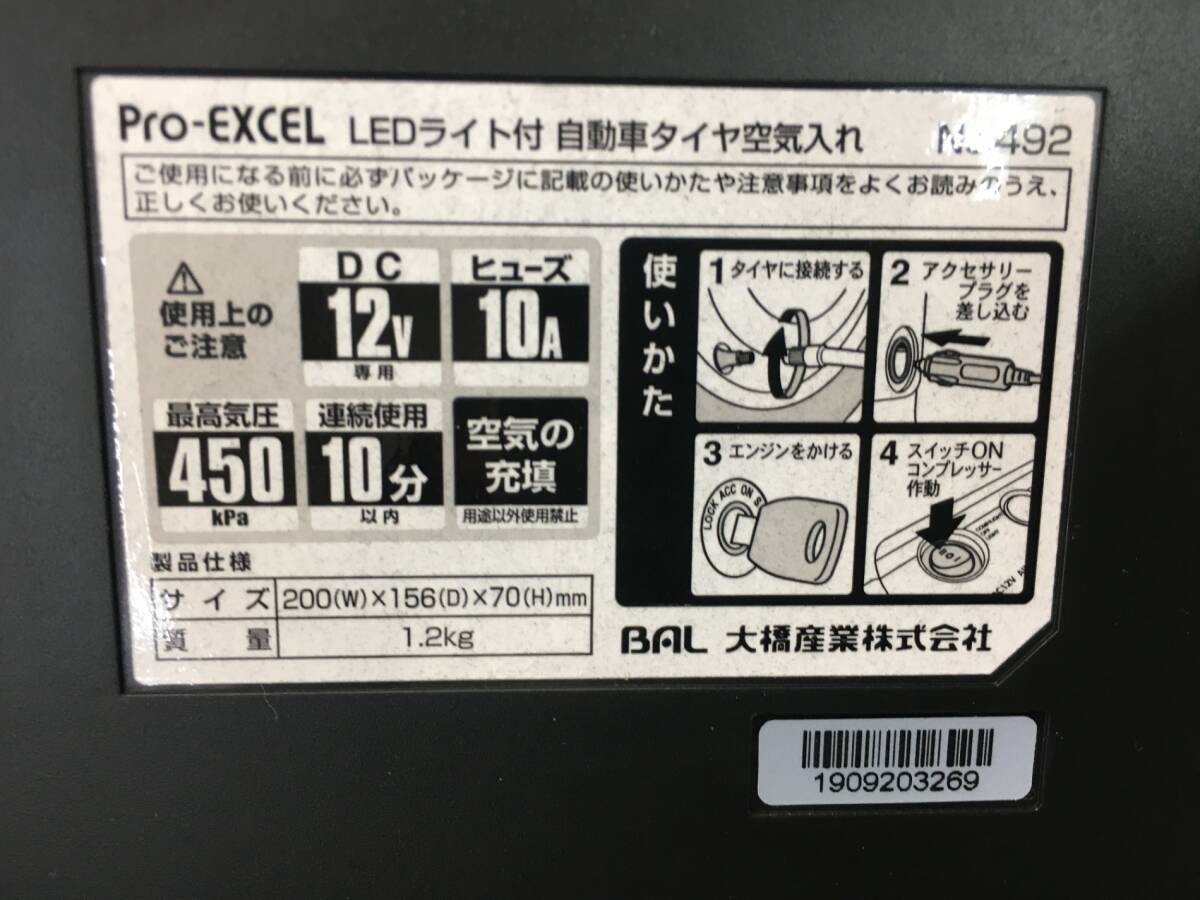 Pro-EXCEL LEDライト付 自動車タイヤ空気入れ No.492
ご使用になる前に必ずパッケージに記載の使いかたや注意事項をよくお読みのうえ、
正しくお使いください。
使用上の
ご注意
DC
12V
専用
ヒューズ
10A
最高気圧
450
kPa
連続使用
10分
以内
空気の
充填
用途以外使用禁止
製品仕様
サイズ 200(W)×156(D)×70(H)mm
質量 1.2kg
使いかた
1 タイヤに接続する
2 アクセサリー
プラグを
差し込む
3 エンジンをかける
LOCK ACC ON S
4 スイッチON
コンプレッサー
作動
BAL 大橋産業株式会社
1909203269